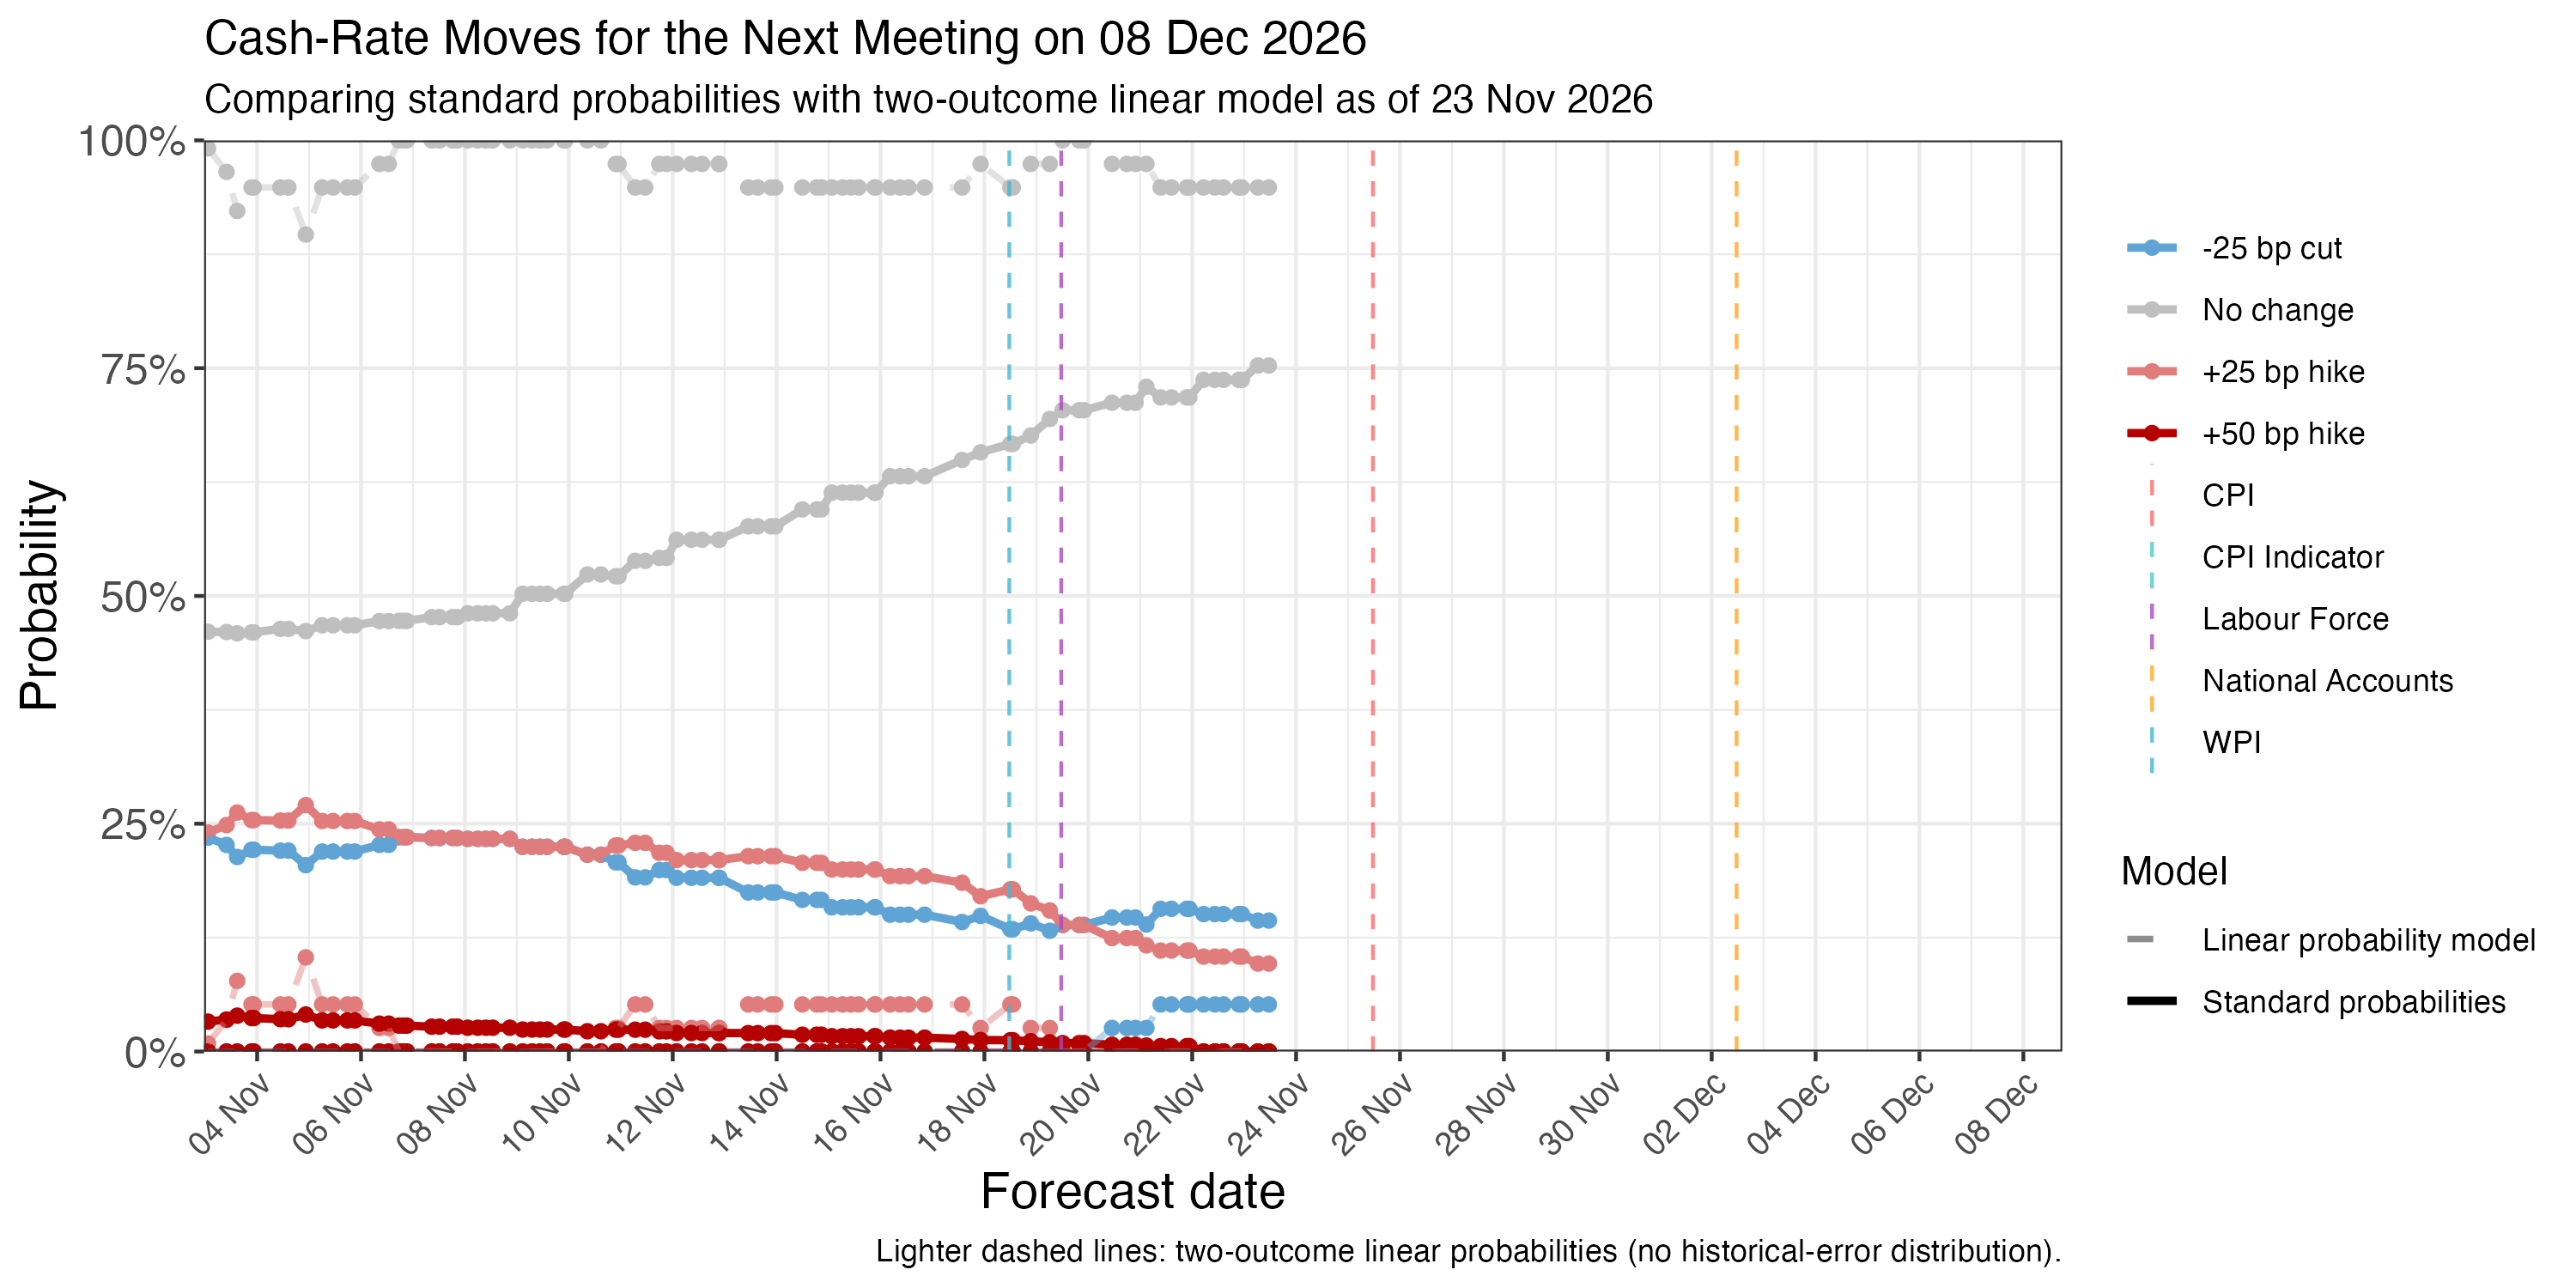 Cash-Rate Moves for the Next Meeting on 08 Dec 2026
Comparing standard probabilities with two-outcome linear model as of 23 Nov 2026
Probability
100%
75%
50%
25%
0%
04 Nov
06 Nov
08 Nov
10 Nov
12 Nov
14 Nov
16 Nov
18 Nov
20 Nov
22 Nov
24 Nov
26 Nov
28 Nov
30 Nov
02 Dec
04 Dec
06 Dec
08 Dec
Forecast date
-25 bp cut
No change
+25 bp hike
+50 bp hike
CPI
CPI Indicator
Labour Force
National Accounts
WPI
Model
Linear probability model
Standard probabilities
Lighter dashed lines: two-outcome linear probabilities (no historical-error distribution).